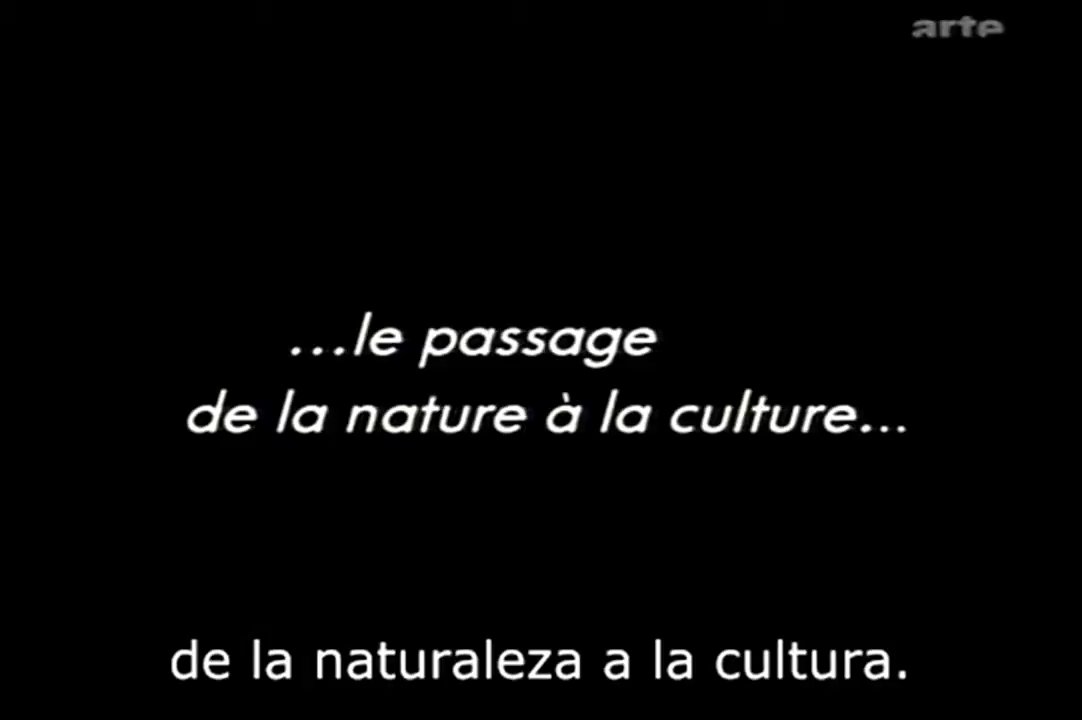 arte
...le passage
de la nature à la culture...
de la naturaleza a la cultura.